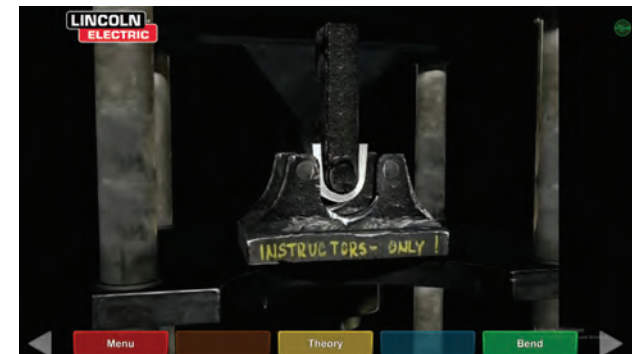 LINCOLN
ELECTRIC
INSTRUCTORS- ONLY !
Menu
Theory
Bend